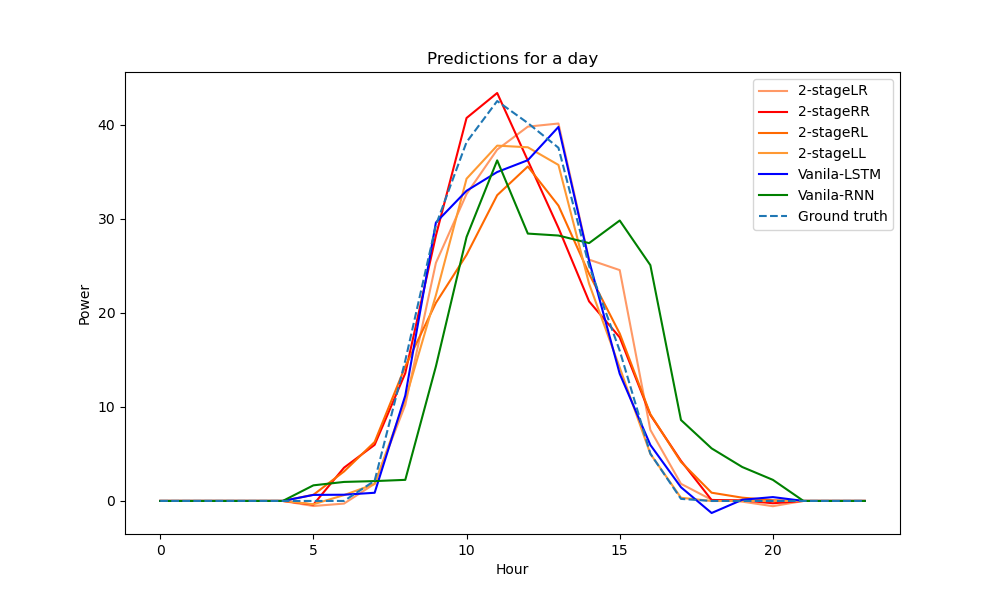 Predictions for a day
2-stageLR
2-stageRR
2-stageRL
2-stageLL
Vanila-LSTM
Vanila-RNN
Ground truth
Power
40
30
20
10
0
0 5 10 15 20
Hour